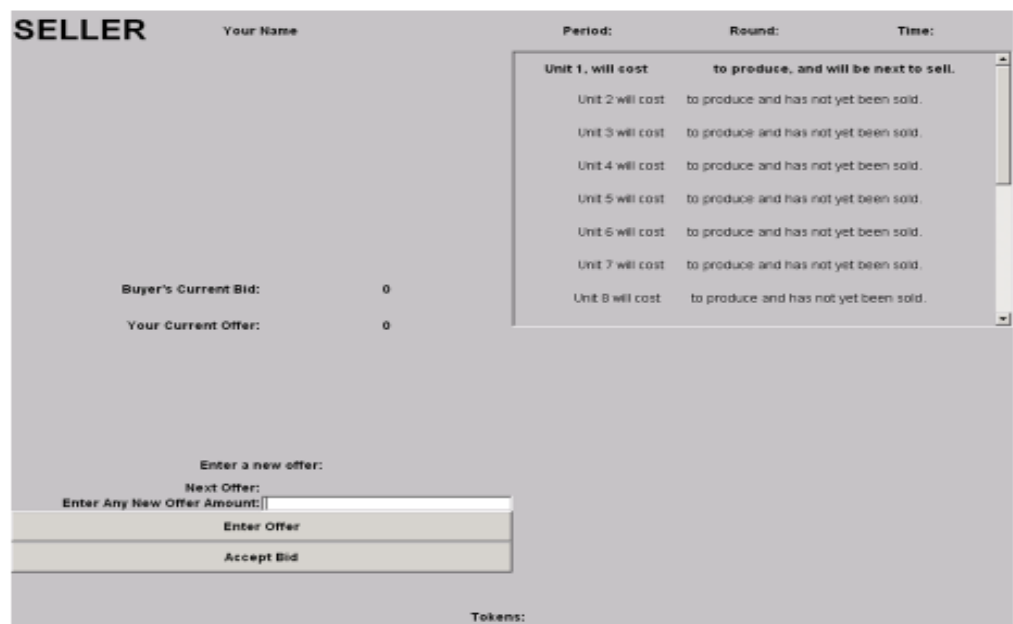 SELLER Your Name Period: Round: Time:
Unit 1, will cost to produce, and will be next to sell.
Unit 2 will cost to produce and has not yet been sold.
Unit 3 will cost to produce and has not yet been sold.
Unit 4 will cost to produce and has not yet been sold.
Unit 5 will cost to produce and has not yet been sold.
Unit 6 will cost to produce and has not yet been sold.
Unit 7 will cost to produce and has not yet been sold.
Unit 8 will cost to produce and has not yet been sold.
Buyer's Current Bid: 0
Your Current Offer: 0
Enter a new offer:
Next Offer:
Enter Any New Offer Amount:
Enter Offer
Accept Bid
Tokens: